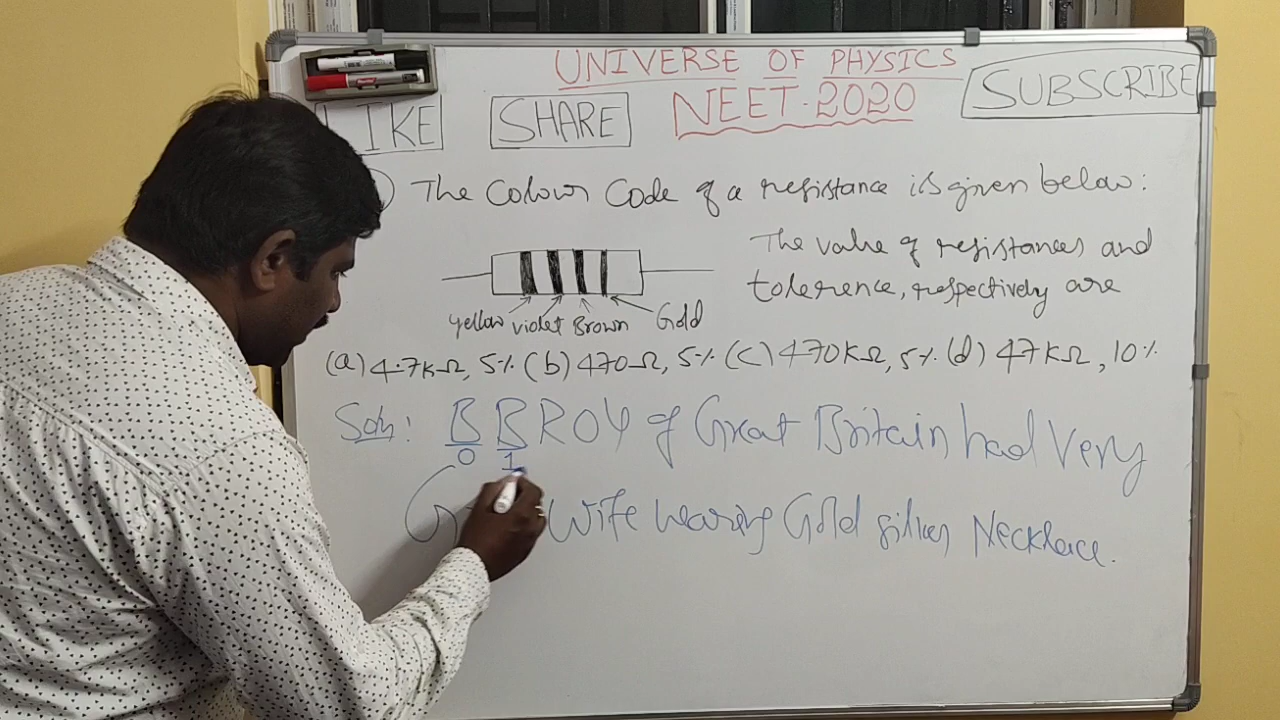 UNIVERSE OF PHYSICS
LIKE SHARE NEET-2020 SUBSCRIBE
) The Colour Code of a resistance is given below:
The value of resistances and
tolerence, respectively are
Yellow violet Brown Gold
(a) 4.7KΩ, 5% (b) 470Ω, 5% (c) 470KΩ, 5% (d) 47KΩ, 10%
Soln: B B R O Y of Great Britain had Very
0 1
Wife wearing Gold silver Necklace.